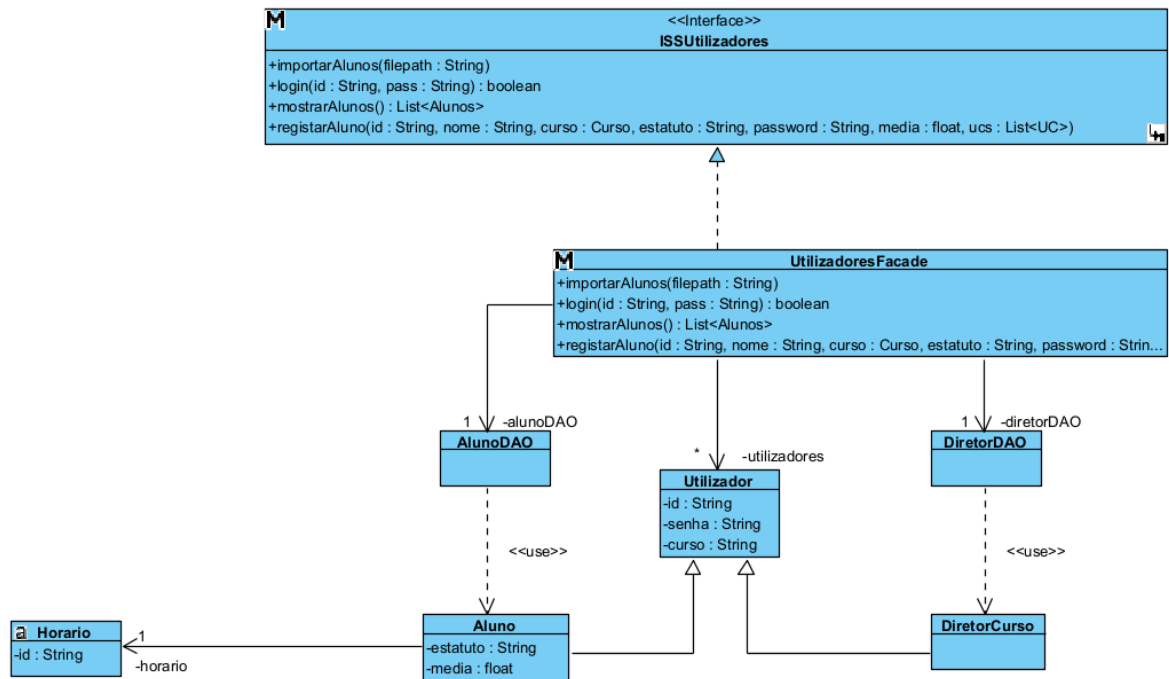 M
<<Interface>>
ISSUtilizadores
+importarAlunos(filepath : String)
+login(id : String, pass : String) : boolean
+mostrarAlunos() : List<Alunos>
+registarAluno(id : String, nome : String, curso : Curso, estatuto : String, password : String, media : float, ucs : List<UC>)
M
UtilizadoresFacade
+importarAlunos(filepath : String)
+login(id : String, pass : String) : boolean
+mostrarAlunos() : List<Alunos>
+registarAluno(id : String, nome : String, curso : Curso, estatuto : String, password : Strin...
1
-alunoDAO
AlunoDAO
*
-utilizadores
Utilizador
-id : String
-senha : String
-curso : String
1
-diretorDAO
DiretorDAO
<<use>>
<<use>>
a
Horario
-id : String
1
-horario
Aluno
-estatuto : String
-media : float
DiretorCurso